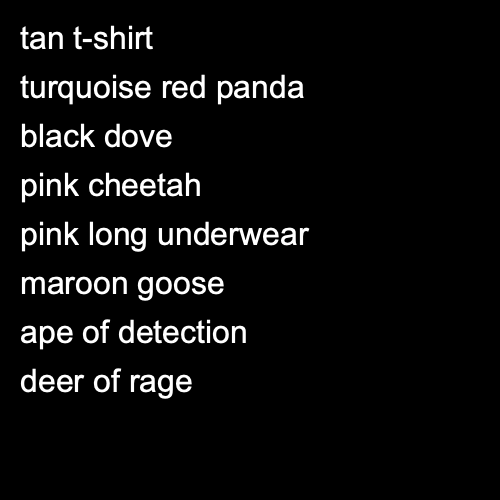 tan t-shirt
turquoise red panda
black dove
pink cheetah
pink long underwear
maroon goose
ape of detection
deer of rage